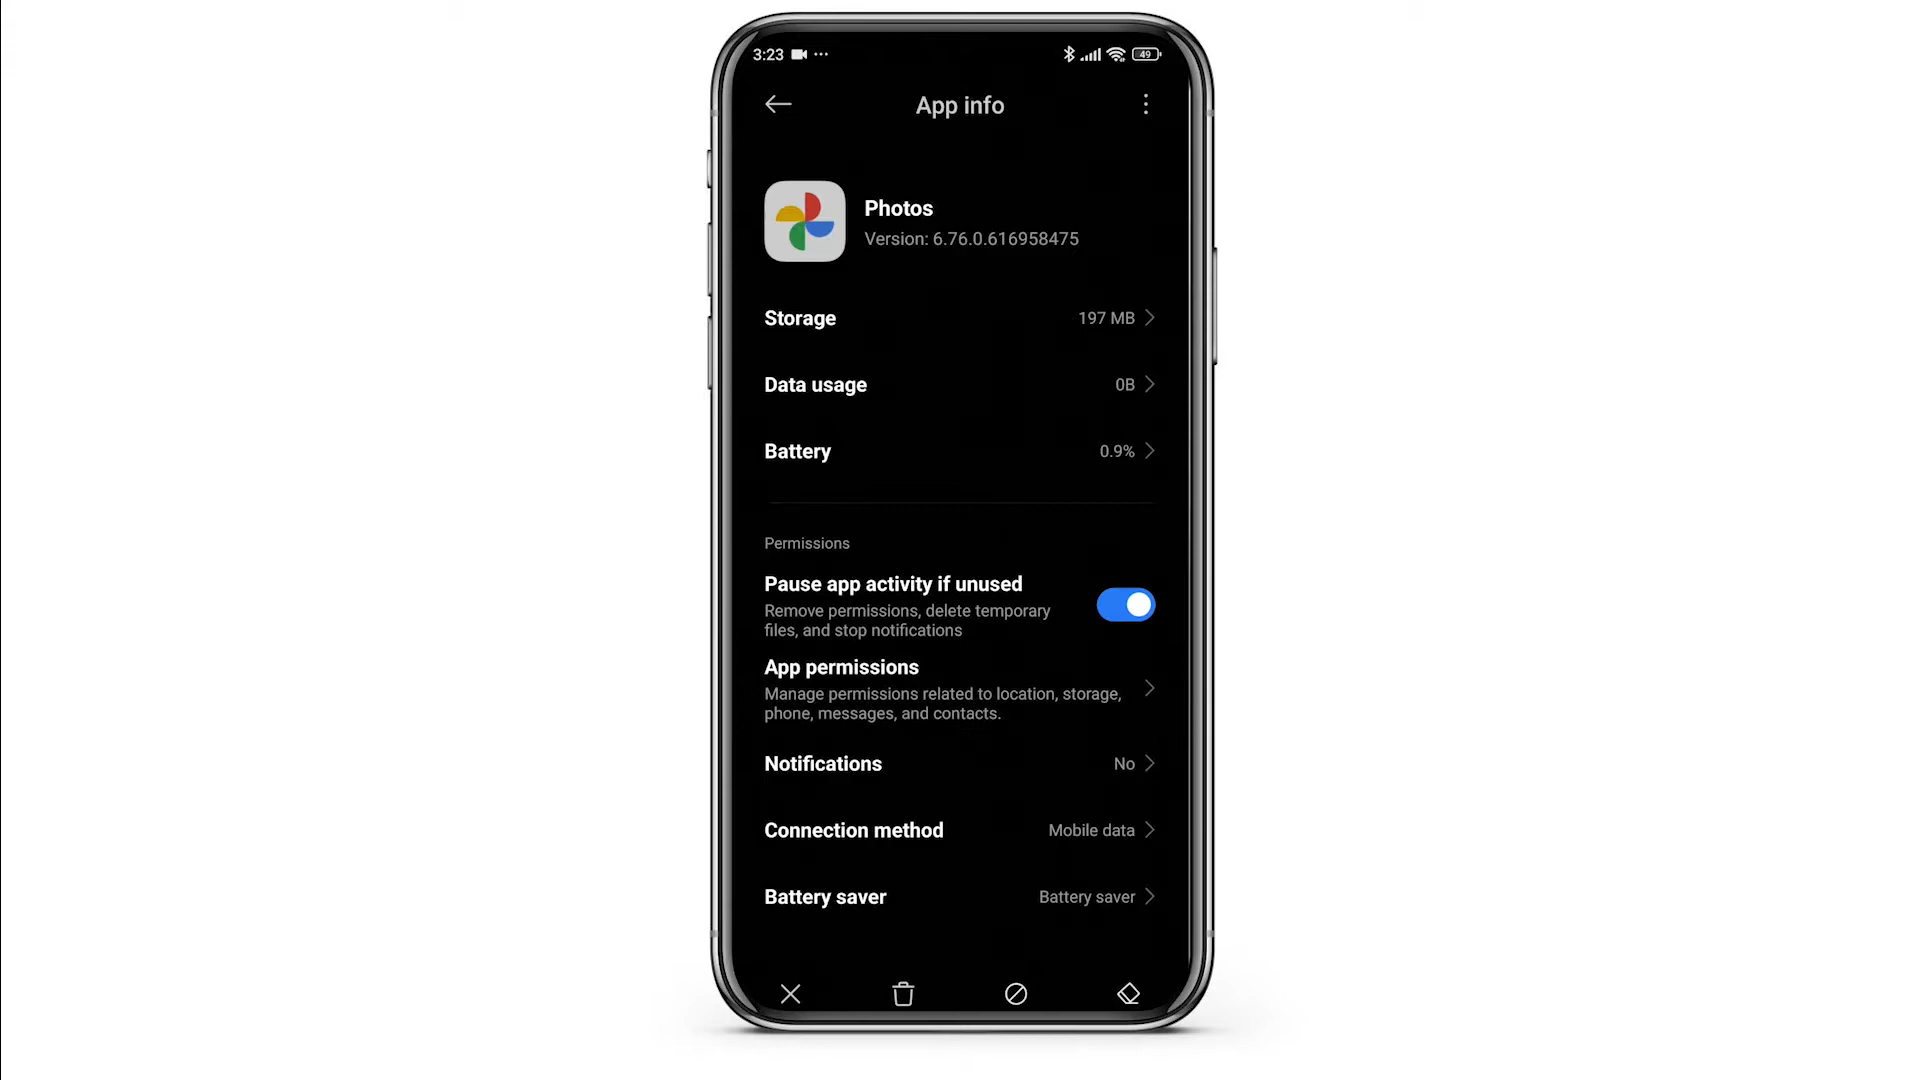 3:23
49
App info
Photos
Version: 6.76.0.616958475
Storage
197 MB
Data usage
0B
Battery
0.9%
Permissions
Pause app activity if unused
Remove permissions, delete temporary
files, and stop notifications
App permissions
Manage permissions related to location, storage,
phone, messages, and contacts.
Notifications
No
Connection method
Mobile data
Battery saver
Battery saver